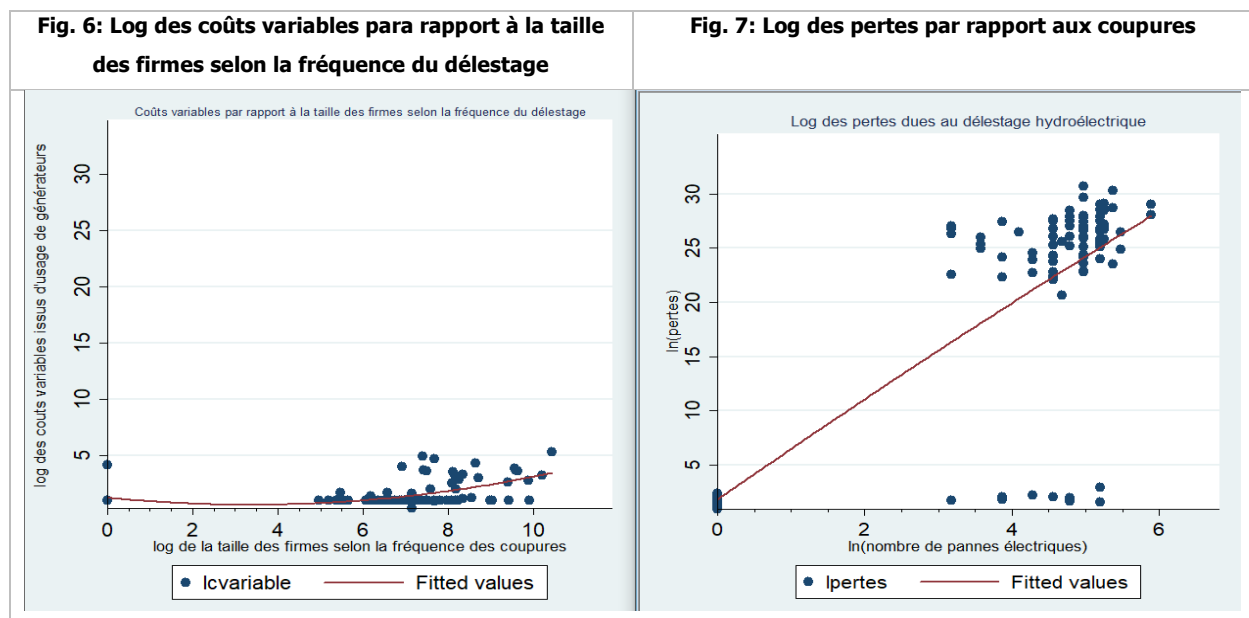 Fig. 6: Log des coûts variables para rapport à la taille
des firmes selon la fréquence du délestage
Fig. 7: Log des pertes par rapport aux coupures
Coûts variables par rapport à la taille des firmes selon la fréquence du délestage
log des couts variables issus d'usage de générateurs
30
25
20
15
10
5
0 2 4 6 8 10
log de la taille des firmes selon la fréquence des coupures
lcvariable Fitted values
Log des pertes dues au délestage hydroélectrique
ln(pertes)
30
25
20
15
10
5
0 2 4 6
ln(nombre de pannes électriques)
lpertes Fitted values